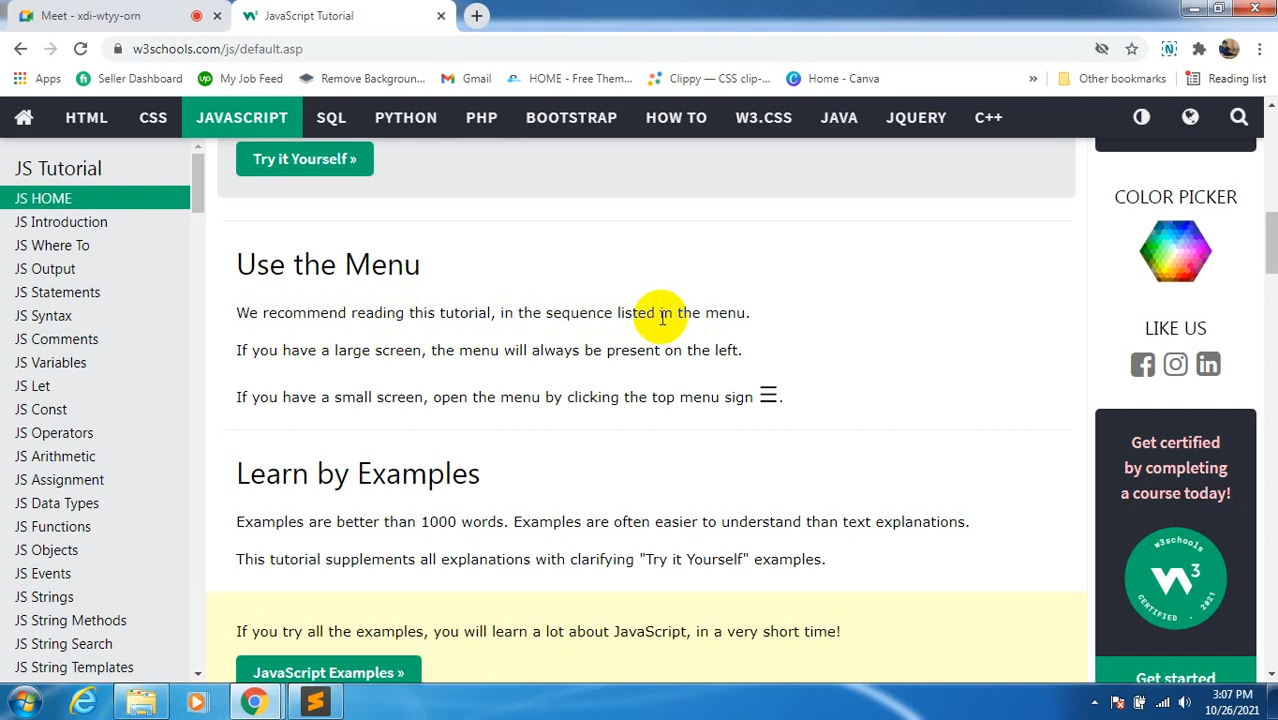 Meet - xdi-wtyy-orn
JavaScript Tutorial
w3schools.com/js/default.asp
Apps
Seller Dashboard
My Job Feed
Remove Backgroun...
Gmail
HOME - Free Them...
Clippy — CSS clip-...
Home - Canva
»
Other bookmarks
Reading list
HTML
CSS
JAVASCRIPT
SQL
PYTHON
PHP
BOOTSTRAP
HOW TO
W3.CSS
JAVA
JQUERY
C++
JS Tutorial
JS HOME
JS Introduction
JS Where To
JS Output
JS Statements
JS Syntax
JS Comments
JS Variables
JS Let
JS Const
JS Operators
JS Arithmetic
JS Assignment
JS Data Types
JS Functions
JS Objects
JS Events
JS Strings
JS String Methods
JS String Search
JS String Templates
Try it Yourself »
Use the Menu
We recommend reading this tutorial, in the sequence listed in the menu.
If you have a large screen, the menu will always be present on the left.
If you have a small screen, open the menu by clicking the top menu sign ☰.
Learn by Examples
Examples are better than 1000 words. Examples are often easier to understand than text explanations.
This tutorial supplements all explanations with clarifying "Try it Yourself" examples.
If you try all the examples, you will learn a lot about JavaScript, in a very short time!
JavaScript Examples »
COLOR PICKER
LIKE US
Get certified
by completing
a course today!
w3schools
W3
CERTIFIED . 2021
Get started
3:07 PM
10/26/2021